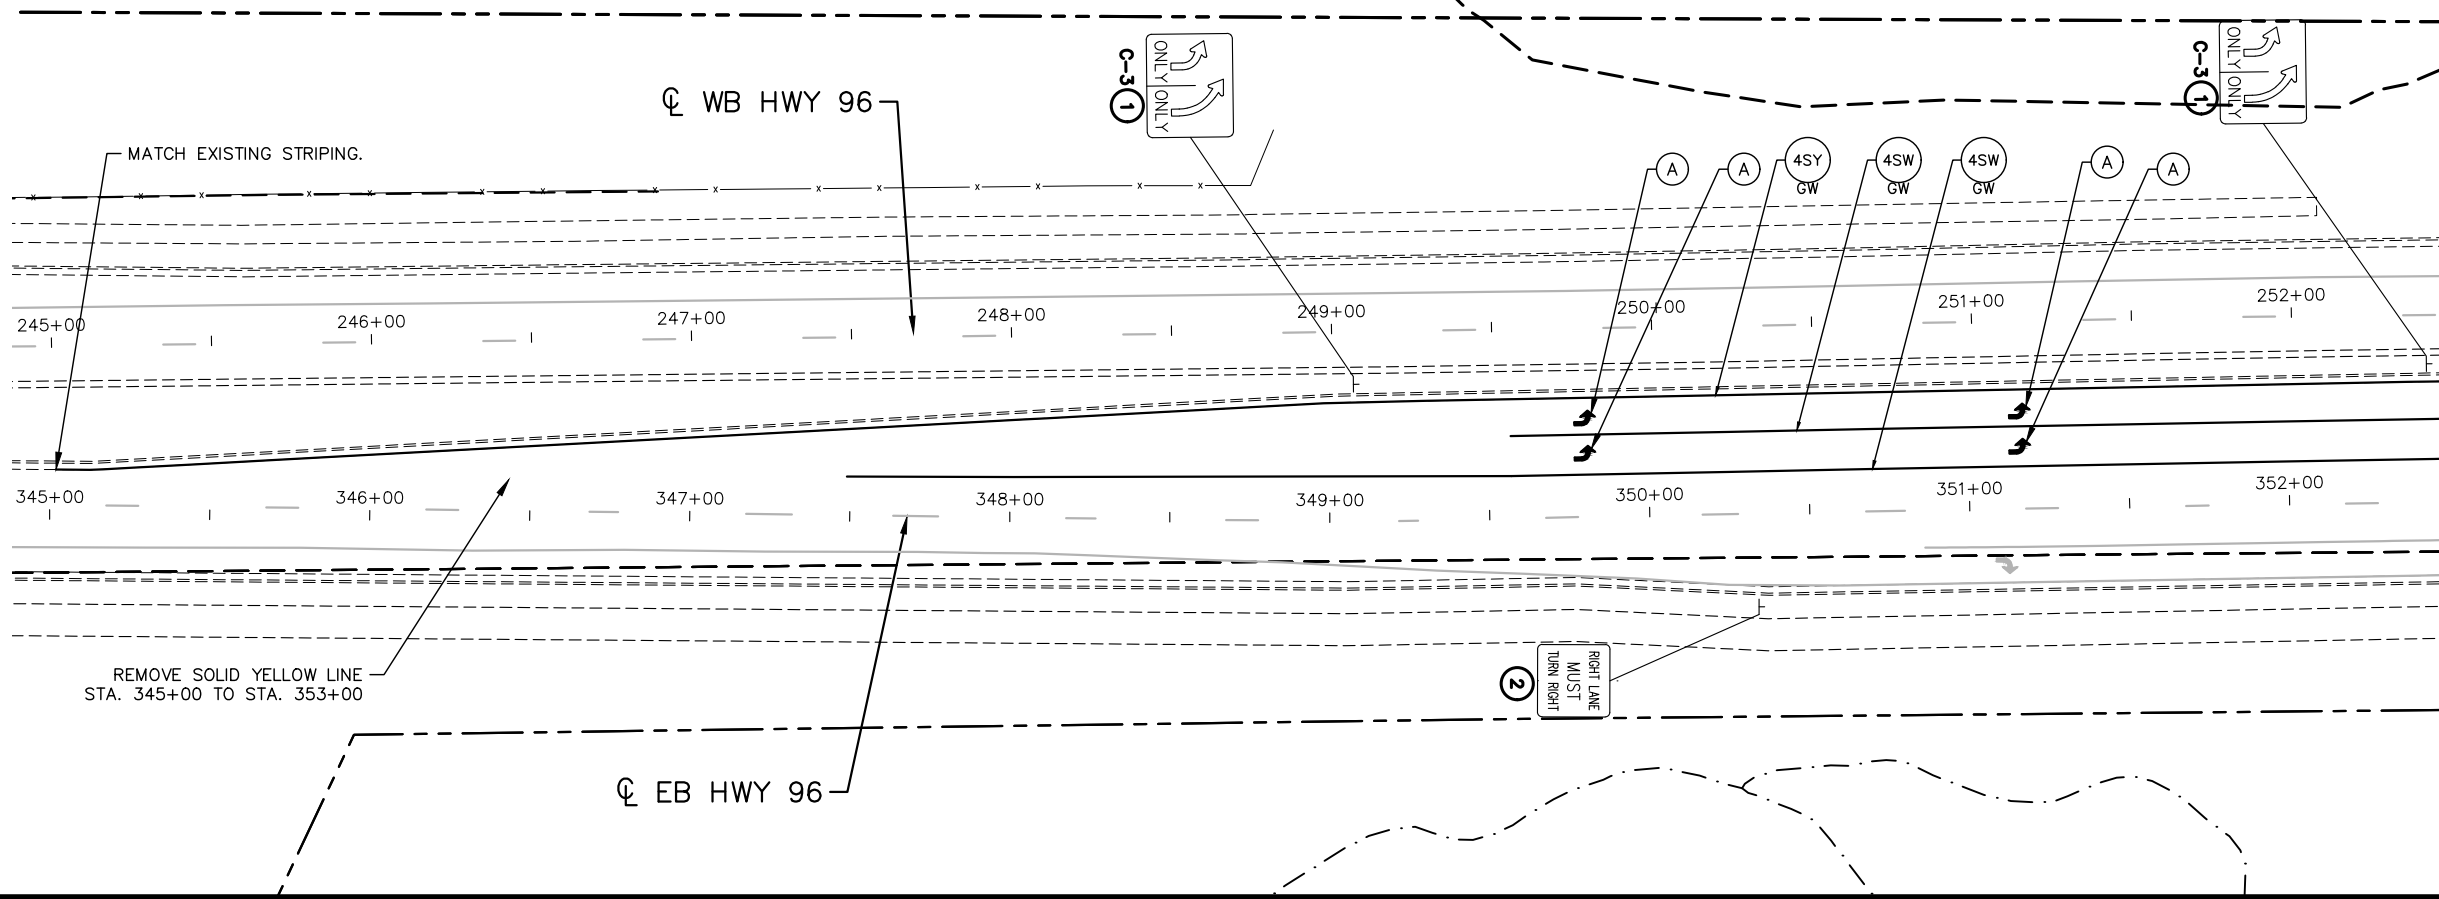 ℄ WB HWY 96
MATCH EXISTING STRIPING.
C-3
1
ONLY ONLY
C-3
1
ONLY ONLY
A
A
4SY
GW
4SW
GW
4SW
GW
A
A
245+00
246+00
247+00
248+00
249+00
250+00
251+00
252+00
345+00
346+00
347+00
348+00
349+00
350+00
351+00
352+00
REMOVE SOLID YELLOW LINE
STA. 345+00 TO STA. 353+00
RIGHT LANE
MUST
TURN RIGHT
2
℄ EB HWY 96